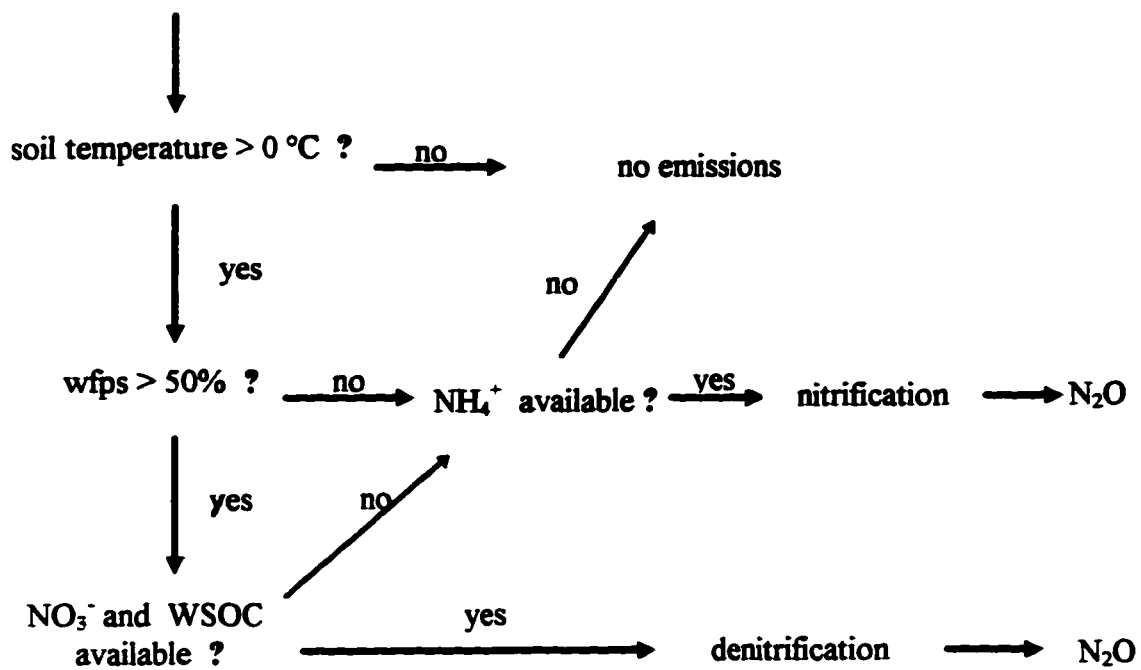 soil temperature > 0 °C ?
no
no emissions
yes
no
wfps > 50% ?
no
NH₄⁺ available ?
yes
nitrification
N₂O
yes
no
NO₃⁻ and WSOC
available ?
yes
denitrification
N₂O